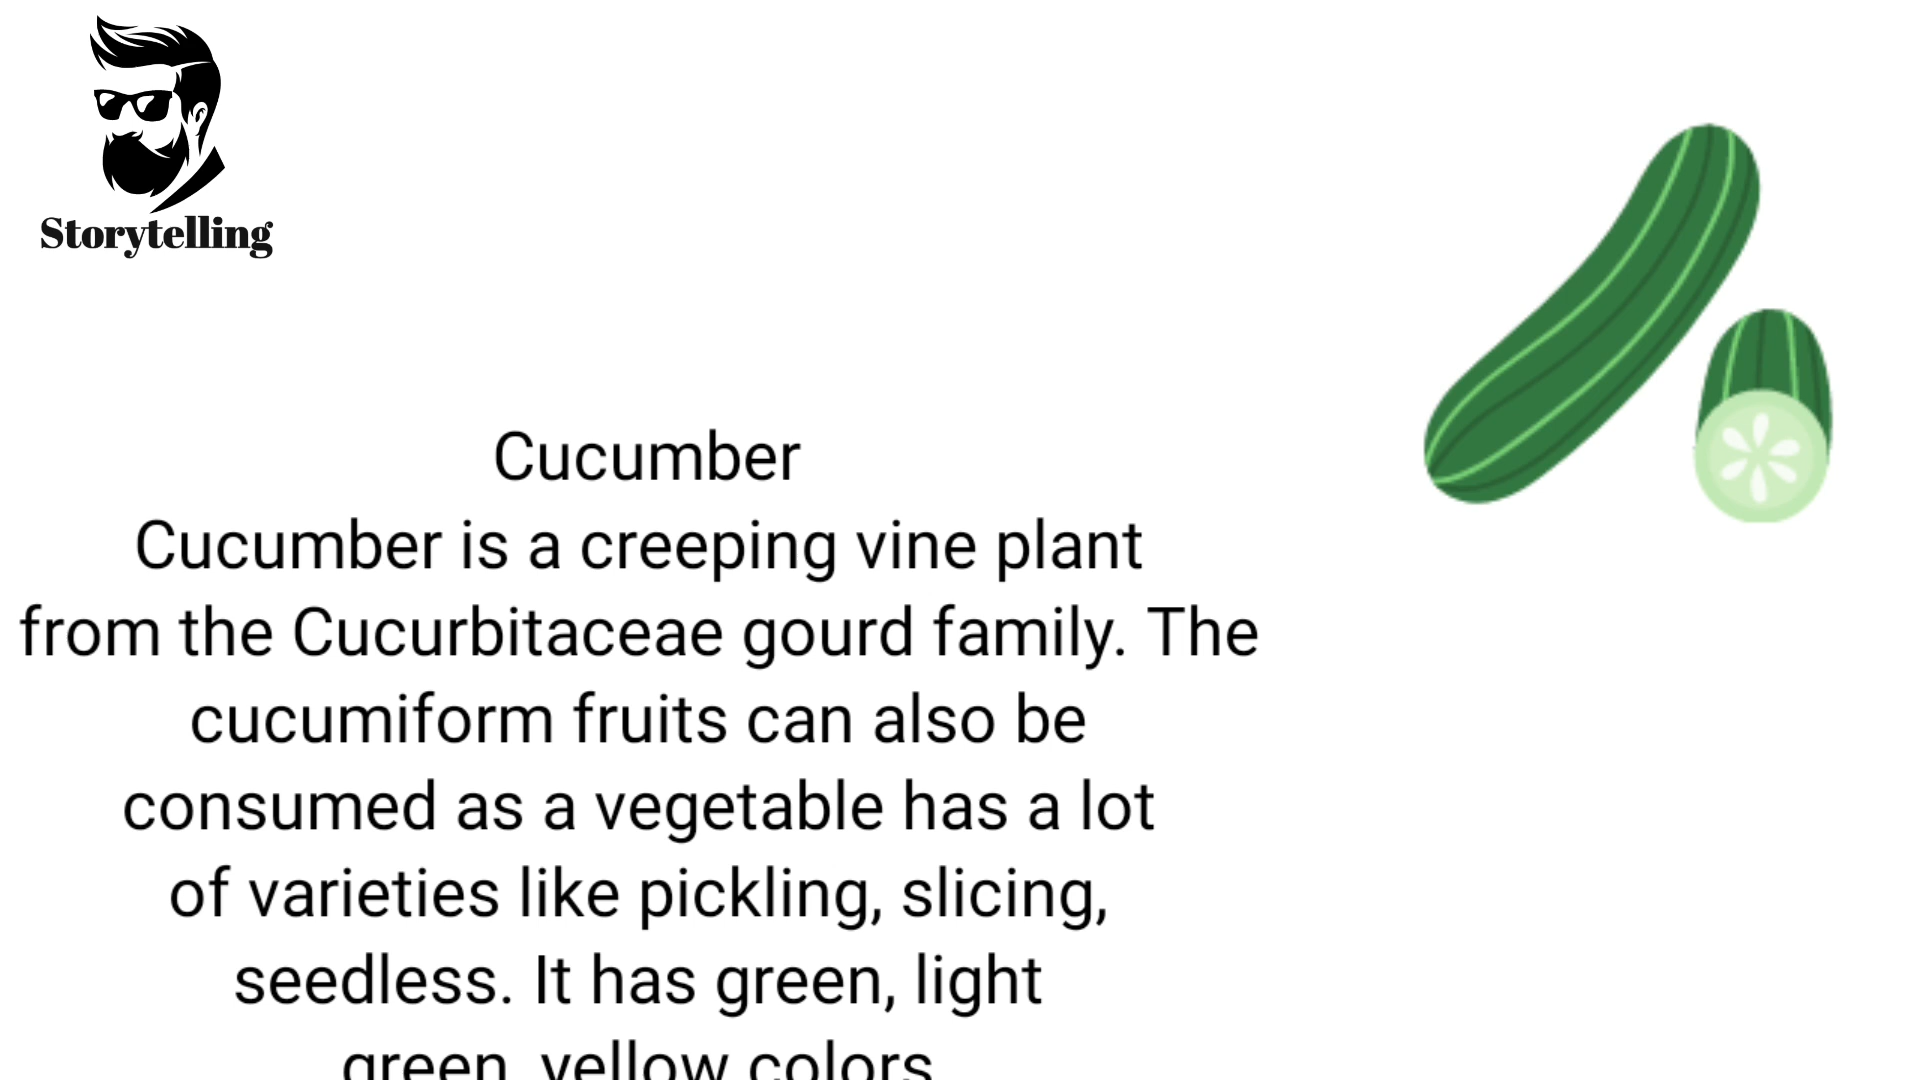 Storytelling
Cucumber
Cucumber is a creeping vine plant
from the Cucurbitaceae gourd family. The
cucumiform fruits can also be
consumed as a vegetable has a lot
of varieties like pickling, slicing,
seedless. It has green, light
green, yellow colors